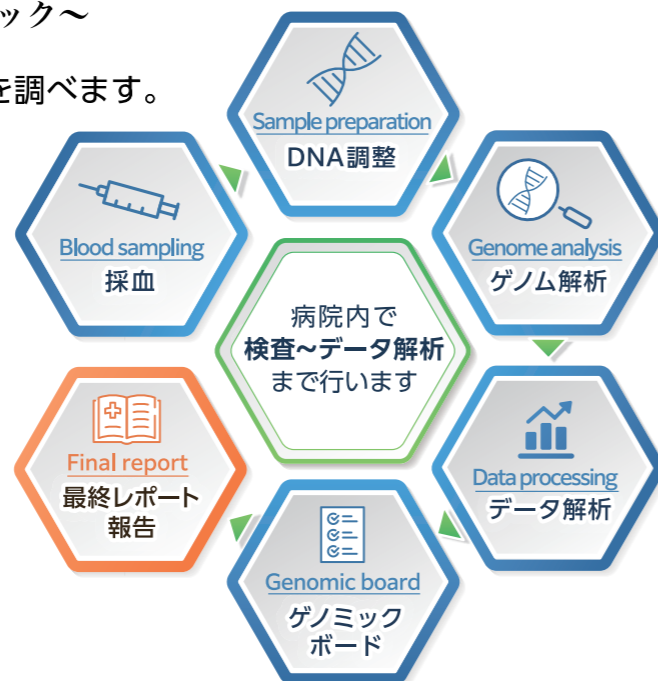 ック～
を調べます。
Sample preparation
DNA調整
Blood sampling
採血
Genome analysis
ゲノム解析
病院内で
検査～データ解析
まで行います
Final report
最終レポート
報告
Data processing
データ解析
Genomic board
ゲノミック
ボード